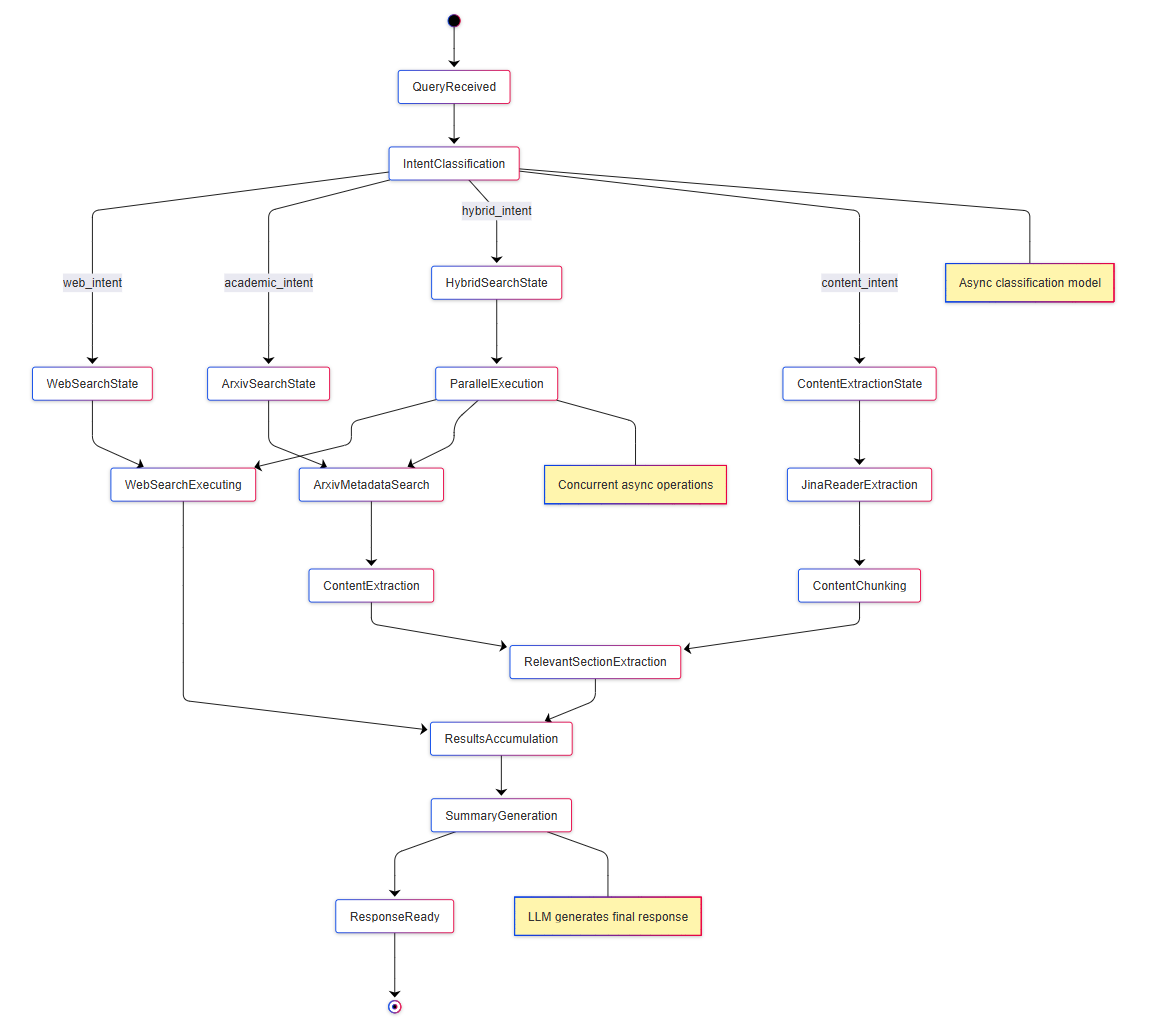 QueryReceived
IntentClassification
hybrid_intent
web_intent
academic_intent
HybridSearchState
content_intent
Async classification model
WebSearchState
ArxivSearchState
ParallelExecution
ContentExtractionState
WebSearchExecuting
ArxivMetadataSearch
Concurrent async operations
JinaReaderExtraction
ContentExtraction
ContentChunking
RelevantSectionExtraction
ResultsAccumulation
SummaryGeneration
ResponseReady
LLM generates final response